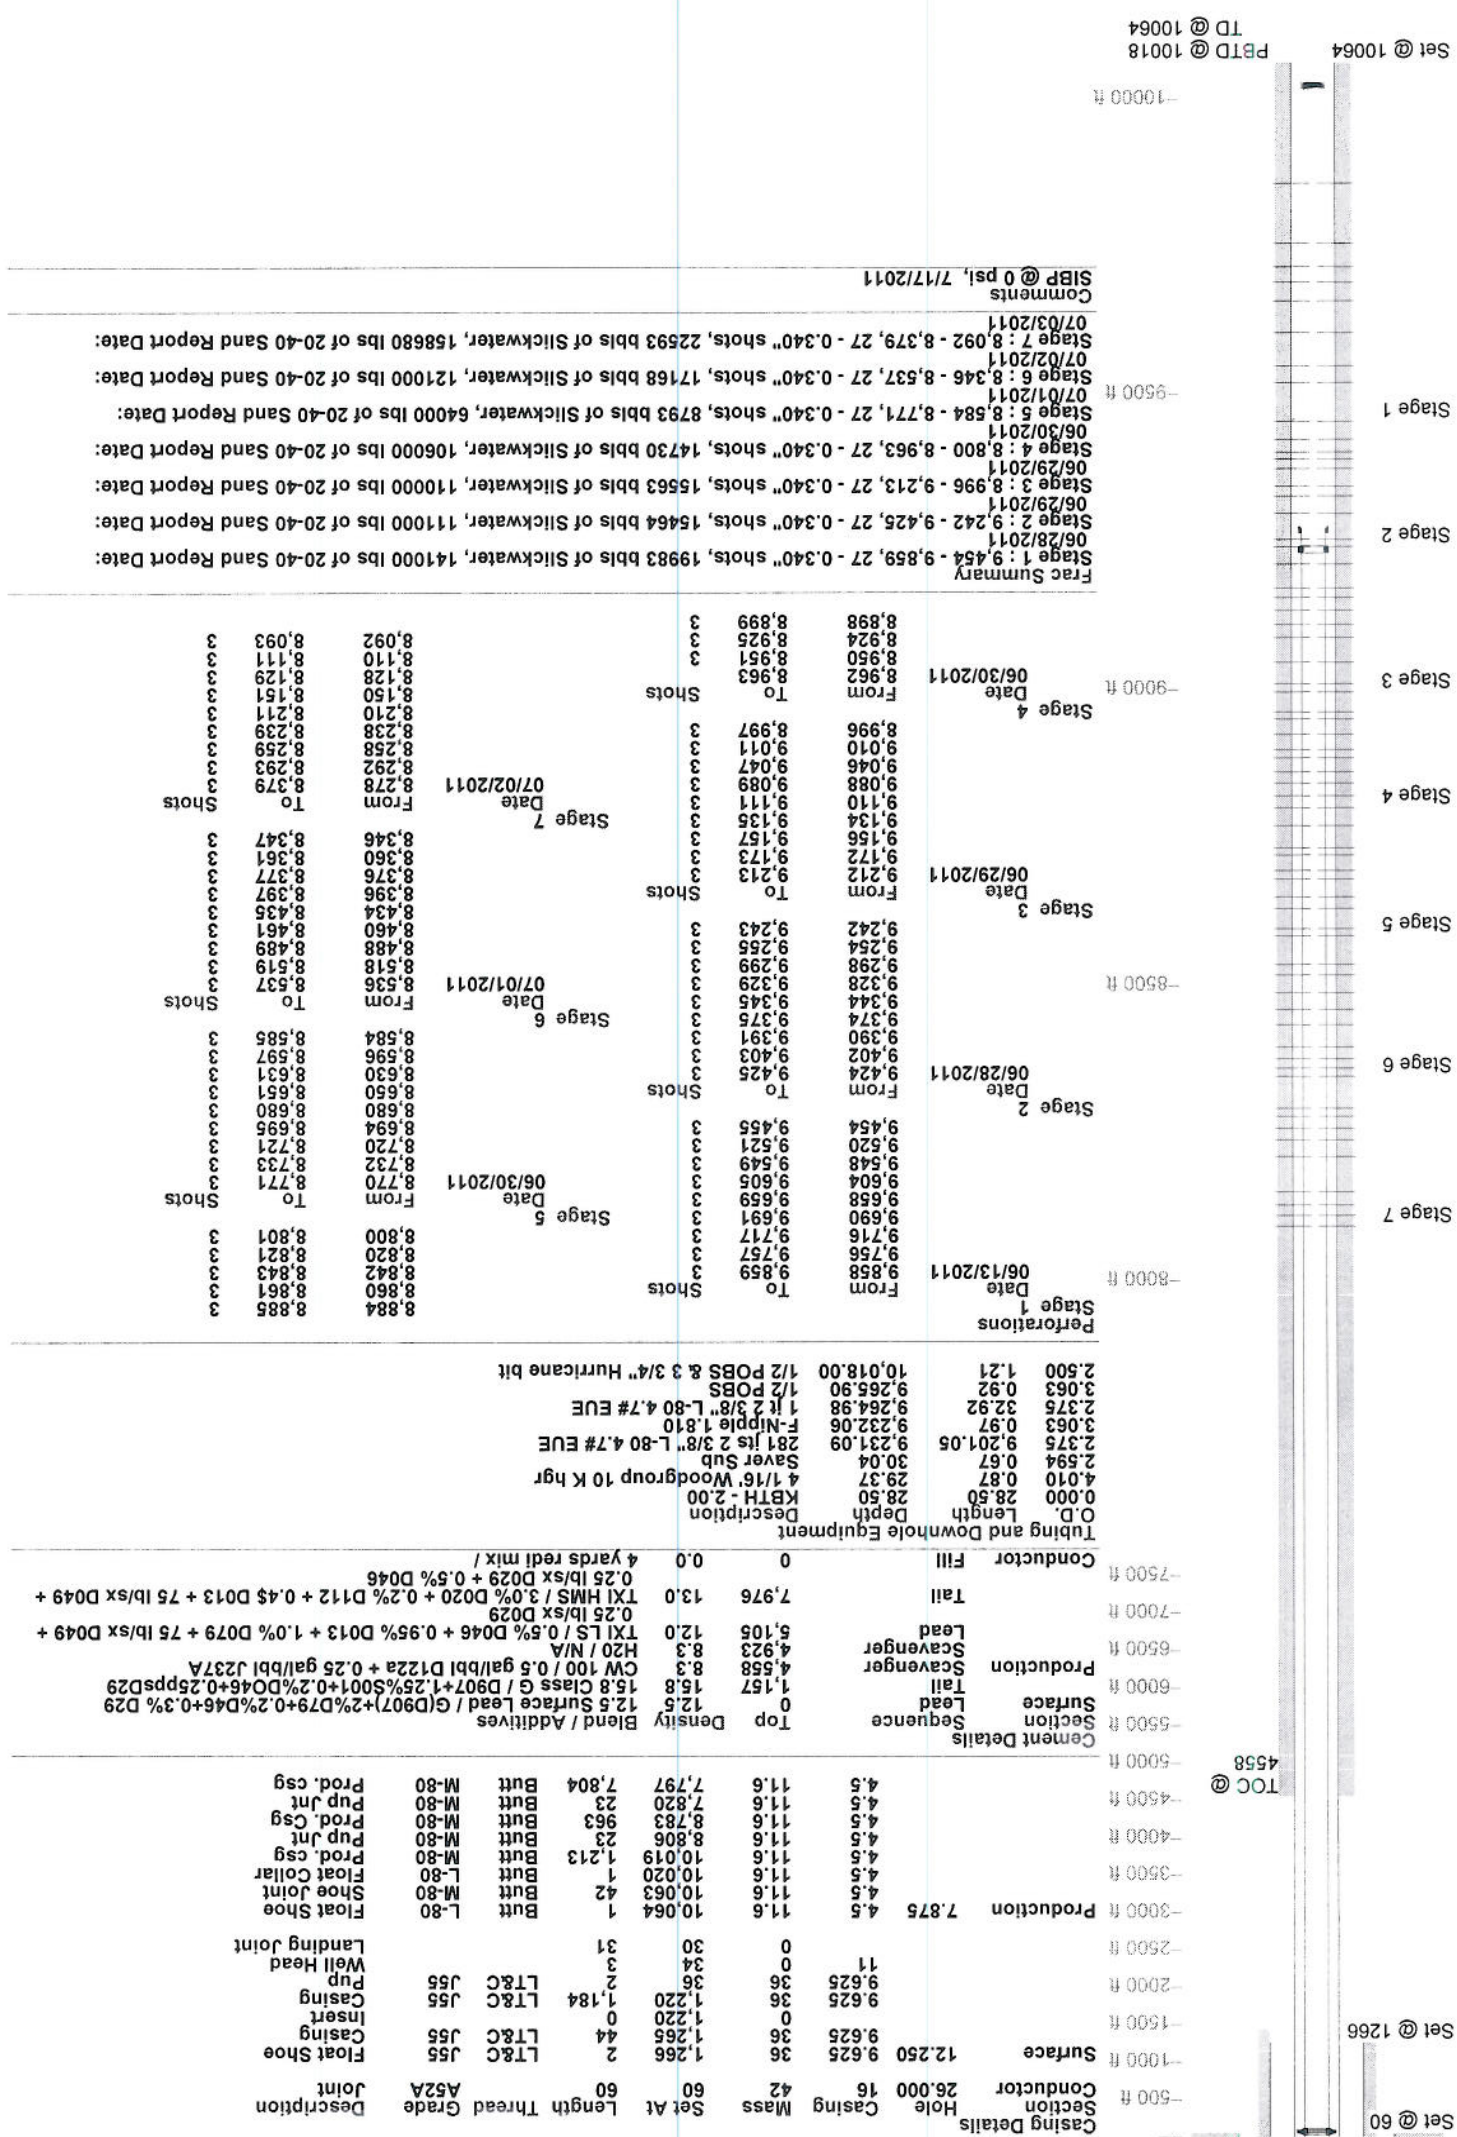 Casing Details
Section Hole Casing Mass Set At Length Thread Grade Description
Conductor 26.000 16 42 60 60 A52A Joint
Surface 12.250 9.625 36 1,266 2 LT&C J55 Float Shoe
9.625 36 1,265 44 LT&C J55 Casing
0 1,220 0 Insert
9.625 36 1,220 1,184 LT&C J55 Casing
9.625 36 36 2 LT&C J55 Pup
11 0 34 3 Well Head
0 30 31 Landing Joint
Production 7.875 4.5 11.6 10,064 1 Butt L-80 Float Shoe
4.5 11.6 10,063 42 Butt M-80 Shoe Joint
4.5 11.6 10,020 1 Butt L-80 Float Collar
4.5 11.6 10,019 1,213 Butt M-80 Prod. csg
4.5 11.6 8,806 23 Butt M-80 Pup Jnt
4.5 11.6 8,783 963 Butt M-80 Prod. Csg
4.5 11.6 7,820 23 Butt M-80 Pup Jnt
4.5 11.6 7,797 7,804 Butt M-80 Prod. csg
Cement Details
Section Sequence Top Density Blend / Additives
Surface Lead 0 12.5 12.5 Surface Lead / G(D907)+2%D79+0.2%D46+0.3% D29
Tail 1,157 15.8 15.8 Class G / D907+1.25%S001+0.2%DO46+0.25ppsD29
Production Scavenger 4,558 8.3 CW 100 / 0.5 gal/bbl D122a + 0.25 gal/bbl J237A
Scavenger 4,923 8.3 H20 / N/A
Lead 5,105 12.0 TXI LS / 0.5% D046 + 0.95% D013 + 1.0% D079 + 75 lb/sx D049 +
0.25 lb/sx D029
Tail 7,976 13.0 TXI HMS / 3.0% D020 + 0.2% D112 + 0.4$ D013 + 75 lb/sx D049 +
0.25 lb/sx D029 + 0.5% D046
Conductor Fill 0 0.0 4 yards redi mix /
Tubing and Downhole Equipment
O.D. Length Depth Description
0.000 28.50 28.50 KBTH - 2.00
4.010 0.87 29.37 4 1/16' Woodgroup 10 K hgr
2.594 0.67 30.04 Saver Sub
2.375 9,201.05 9,231.09 281 jts 2 3/8" L-80 4.7# EUE
3.063 0.97 9,232.06 F-Nipple 1.810
2.375 32.92 9,264.98 1 jt 2 3/8" L-80 4.7# EUE
3.063 0.92 9,265.90 1/2 POBS
2.500 1.21 10,018.00 1/2 POBS & 3 3/4" Hurricane bit
Perforations
Stage 1
Date From To Shots
06/13/2011 9,858 9,859 3
9,756 9,757 3
9,716 9,717 3
9,690 9,691 3
9,658 9,659 3
9,604 9,605 3
9,548 9,549 3
9,520 9,521 3
9,454 9,455 3
Stage 2
Date From To Shots
06/28/2011 9,424 9,425 3
9,402 9,403 3
9,390 9,391 3
9,374 9,375 3
9,344 9,345 3
9,328 9,329 3
9,298 9,299 3
9,254 9,255 3
9,242 9,243 3
Stage 3
Date From To Shots
06/29/2011 9,212 9,213 3
9,172 9,173 3
9,156 9,157 3
9,134 9,135 3
9,110 9,111 3
9,088 9,089 3
9,046 9,047 3
9,010 9,011 3
8,996 8,997 3
Stage 4
Date From To Shots
06/30/2011 8,962 8,963
8,950 8,951 3
8,924 8,925 3
8,898 8,899 3
8,884 8,885 3
8,860 8,861 3
8,842 8,843 3
8,820 8,821 3
8,800 8,801 3
Stage 5
Date From To Shots
06/30/2011 8,770 8,771 3
8,732 8,733 3
8,720 8,721 3
8,694 8,695 3
8,680 8,680 3
8,650 8,651 3
8,630 8,631 3
8,596 8,597 3
8,584 8,585 3
Stage 6
Date From To Shots
07/01/2011 8,536 8,537 3
8,518 8,519 3
8,488 8,489 3
8,460 8,461 3
8,434 8,435 3
8,396 8,397 3
8,376 8,377 3
8,360 8,361 3
8,346 8,347 3
Stage 7
Date From To Shots
07/02/2011 8,278 8,379 3
8,292 8,293 3
8,258 8,259 3
8,238 8,239 3
8,210 8,211 3
8,150 8,151 3
8,128 8,129 3
8,110 8,111 3
8,092 8,093 3
Frac Summary
Stage 1 : 9,454 - 9,859, 27 - 0.340" shots, 19983 bbls of Slickwater, 141000 lbs of 20-40 Sand Report Date:
06/28/2011
Stage 2 : 9,242 - 9,425, 27 - 0.340" shots, 15464 bbls of Slickwater, 111000 lbs of 20-40 Sand Report Date:
06/29/2011
Stage 3 : 8,996 - 9,213, 27 - 0.340" shots, 15563 bbls of Slickwater, 110000 lbs of 20-40 Sand Report Date:
06/29/2011
Stage 4 : 8,800 - 8,963, 27 - 0.340" shots, 14730 bbls of Slickwater, 106000 lbs of 20-40 Sand Report Date:
06/30/2011
Stage 5 : 8,584 - 8,771, 27 - 0.340" shots, 8793 bbls of Slickwater, 64000 lbs of 20-40 Sand Report Date:
07/01/2011
Stage 6 : 8,346 - 8,537, 27 - 0.340" shots, 17168 bbls of Slickwater, 121000 lbs of 20-40 Sand Report Date:
07/02/2011
Stage 7 : 8,092 - 8,379, 27 - 0.340" shots, 22593 bbls of Slickwater, 158680 lbs of 20-40 Sand Report Date:
07/03/2011
Comments
SIBP @ 0 psi, 7/17/2011
Set @ 60
Set @ 1266
TOC @
4558
Stage 7
Stage 6
Stage 5
Stage 4
Stage 3
Stage 2
Stage 1
Set @ 10064
PBTD @ 10018
TD @ 10064
-500 ft
-1000 ft
-1500 ft
-2000 ft
-2500 ft
-3000 ft
-3500 ft
-4000 ft
-4500 ft
-5000 ft
-5500 ft
-6000 ft
-6500 ft
-7000 ft
-7500 ft
-8000 ft
-8500 ft
-9000 ft
-9500 ft
-10000 ft